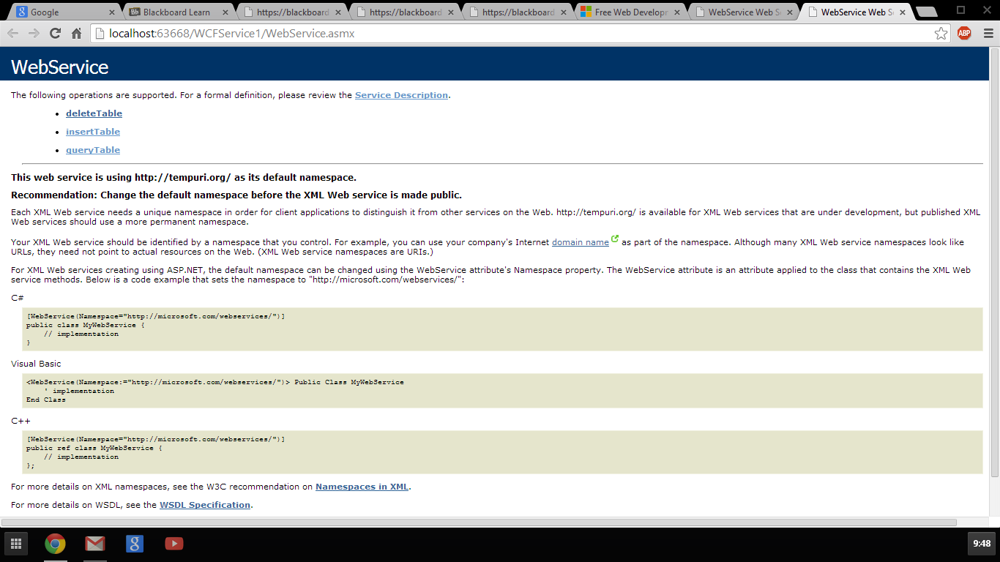 Google
Blackboard Learn
https://blackboard
https://blackboard
https://blackboard
Free Web Developm
WebService Web S
WebService Web S
localhost:63668/WCFService1/WebService.asmx
ABP
WebService
The following operations are supported. For a formal definition, please review the Service Description.
• deleteTable
• insertTable
• queryTable
This web service is using http://tempuri.org/ as its default namespace.
Recommendation: Change the default namespace before the XML Web service is made public.
Each XML Web service needs a unique namespace in order for client applications to distinguish it from other services on the Web. http://tempuri.org/ is available for XML Web services that are under development, but published XML
Web services should use a more permanent namespace.
Your XML Web service should be identified by a namespace that you control. For example, you can use your company's Internet domain name as part of the namespace. Although many XML Web service namespaces look like
URLs, they need not point to actual resources on the Web. (XML Web service namespaces are URIs.)
For XML Web services creating using ASP.NET, the default namespace can be changed using the WebService attribute's Namespace property. The WebService attribute is an attribute applied to the class that contains the XML Web
service methods. Below is a code example that sets the namespace to "http://microsoft.com/webservices/":
C#
[WebService(Namespace="http://microsoft.com/webservices/")]
public class MyWebService {
    // implementation
}
Visual Basic
<WebService(Namespace:="http://microsoft.com/webservices/")> Public Class MyWebService
    ' implementation
End Class
C++
[WebService(Namespace="http://microsoft.com/webservices/")]
public ref class MyWebService {
    // implementation
};
For more details on XML namespaces, see the W3C recommendation on Namespaces in XML.
For more details on WSDL, see the WSDL Specification.
9:48